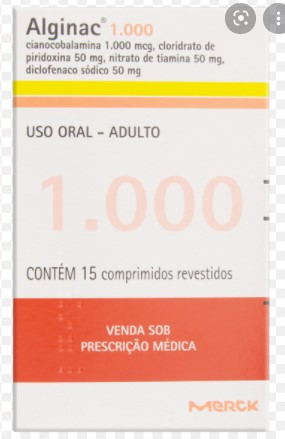 Alginac® 1.000
cianocobalamina 1.000 mcg, cloridrato de
piridoxina 50 mg, nitrato de tiamina 50 mg,
diclofenaco sódico 50 mg
USO ORAL – ADULTO
1.000
CONTÉM 15 comprimidos revestidos
VENDA SOB
PRESCRIÇÃO MÉDICA
MERCK